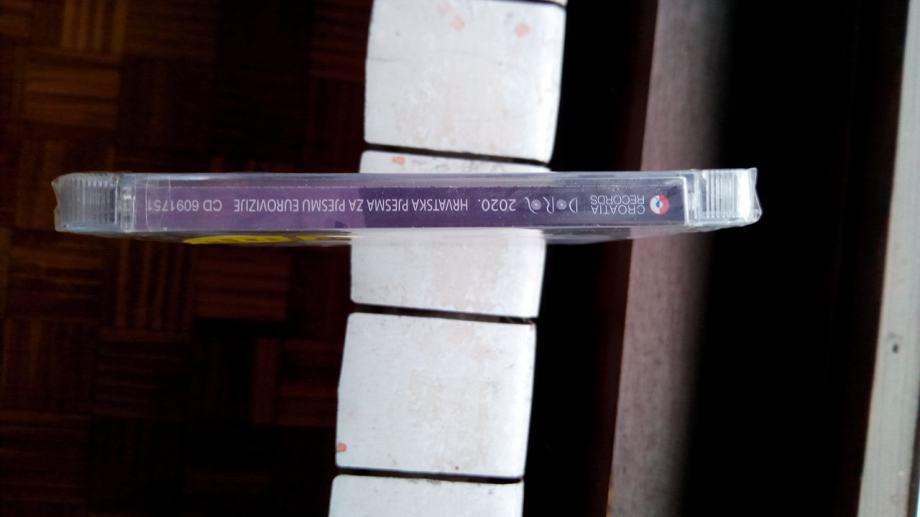 CROATIA
RECORDS
DORA 2020. HRVATSKA PJESMA ZA PJESMU EUROVIZIJE CD 6091751